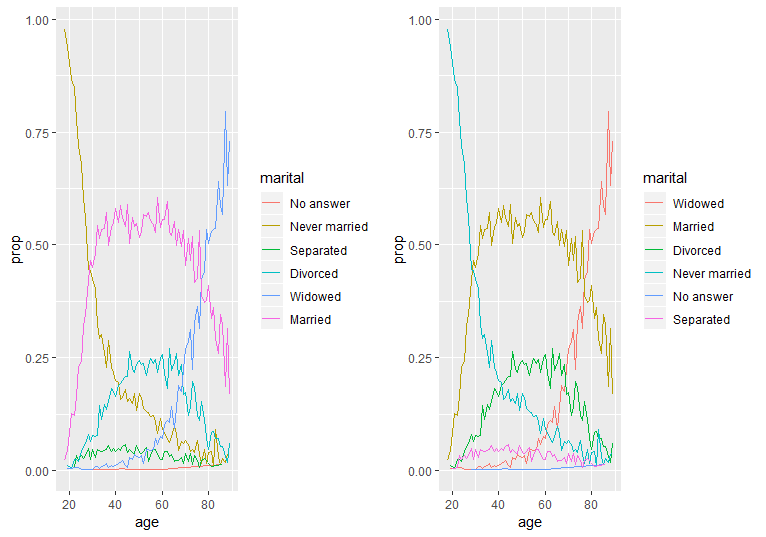 1.00
0.75
0.50
0.25
0.00
prop
20 40 60 80
age
marital
No answer
Never married
Separated
Divorced
Widowed
Married
1.00
0.75
0.50
0.25
0.00
prop
20 40 60 80
age
marital
Widowed
Married
Divorced
Never married
No answer
Separated